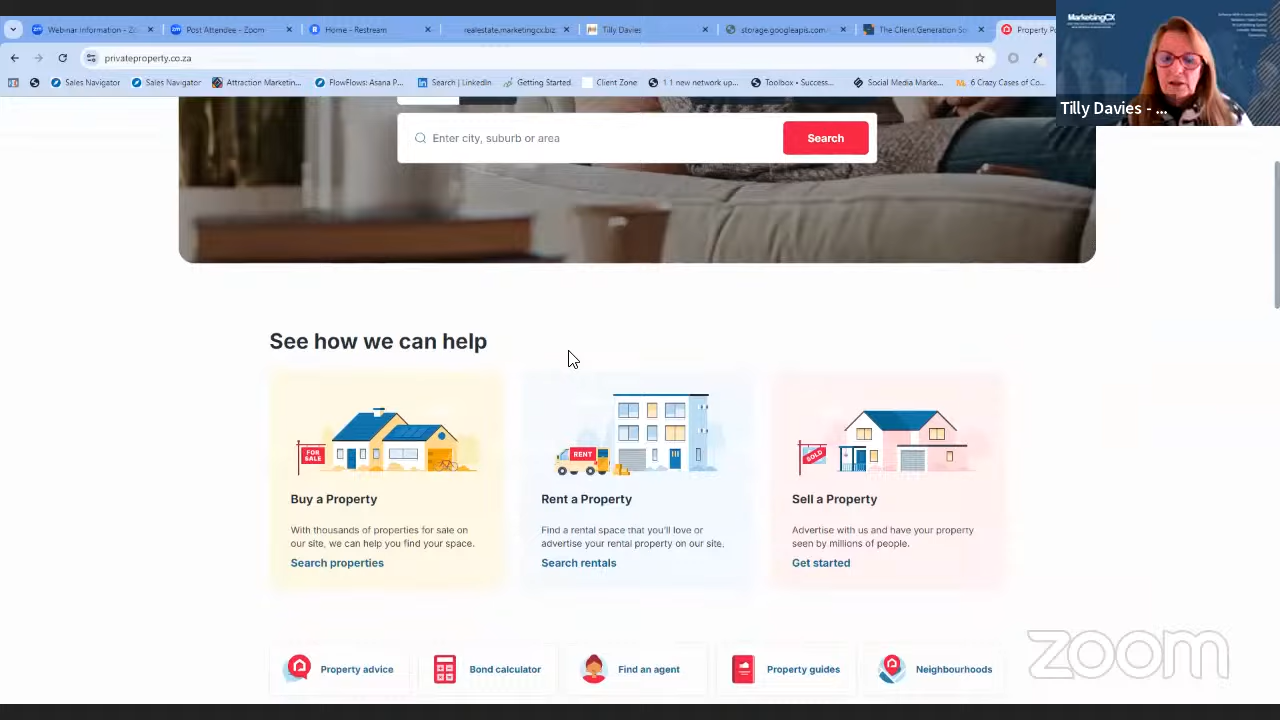 Webinar Information - Zo
Post Attendee - Zoom
Home - Restream
realestate.marketingcx.biz
Tilly Davies
storage.googleapis.com
The Client Generation So
Property P
privateproperty.co.za
Sales Navigator
Sales Navigator
Attraction Marketin...
FlowFlows: Asana P...
Search | LinkedIn
Getting Started
Client Zone
1 1 new network up...
Toolbox • Success...
Social Media Marke...
6 Crazy Cases of Co...
MarketingCX
Tilly Davies - ...
Enter city, suburb or area
Search
See how we can help
FOR SALE
RENT
SOLD
Buy a Property
With thousands of properties for sale on
our site, we can help you find your space.
Search properties
Rent a Property
Find a rental space that you'll love or
advertise your rental property on our site.
Search rentals
Sell a Property
Advertise with us and have your property
seen by millions of people.
Get started
Property advice
Bond calculator
Find an agent
Property guides
Neighbourhoods
zoom